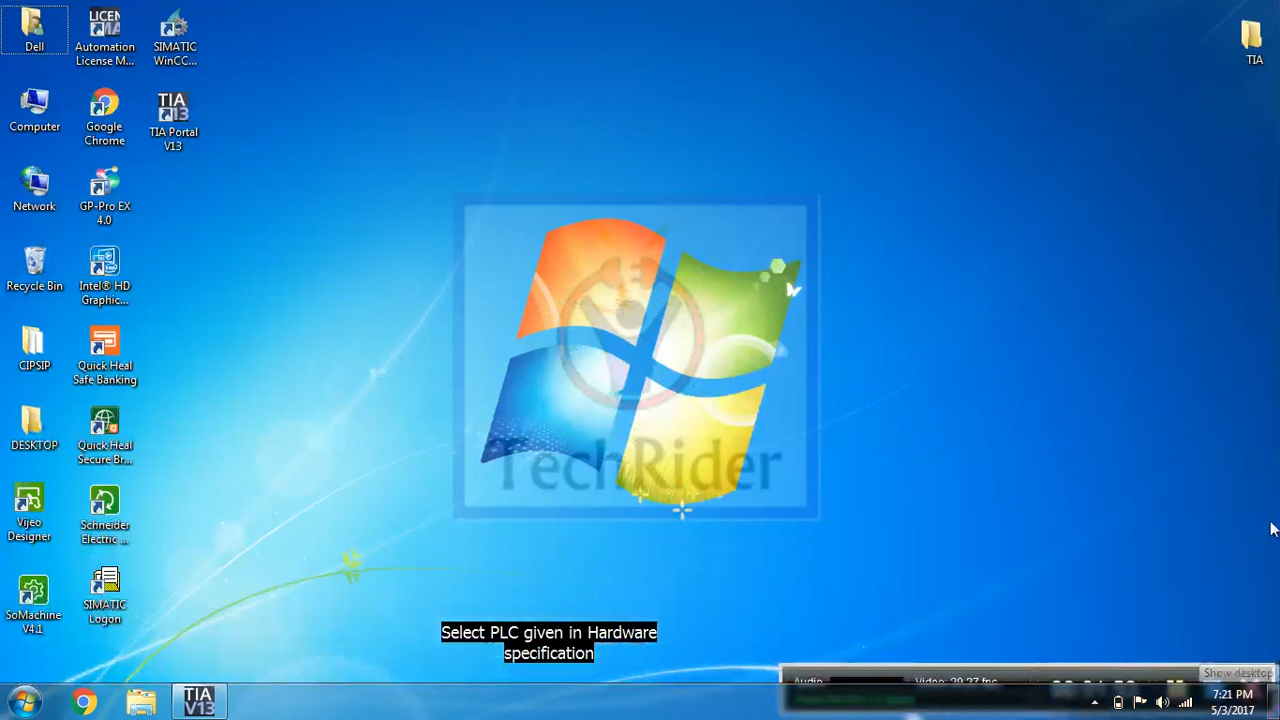 Dell
Automation
License M...
SIMATIC
WinCC...
TIA
Computer
Google
Chrome
TIA
13
TIA Portal
V13
Network
GP-Pro EX
4.0
Recycle Bin
Intel® HD
Graphic...
CIPSIP
Quick Heal
Safe Banking
DESKTOP
Quick Heal
Secure Br...
Vijeo
Designer
Schneider
Electric ...
SoMachine
V4.1
SIMATIC
Logon
TechRider
Select PLC given in Hardware
specification
Show desktop
Audio
Video: 29.27 fps
TIA
V13
7:21 PM
5/3/2017